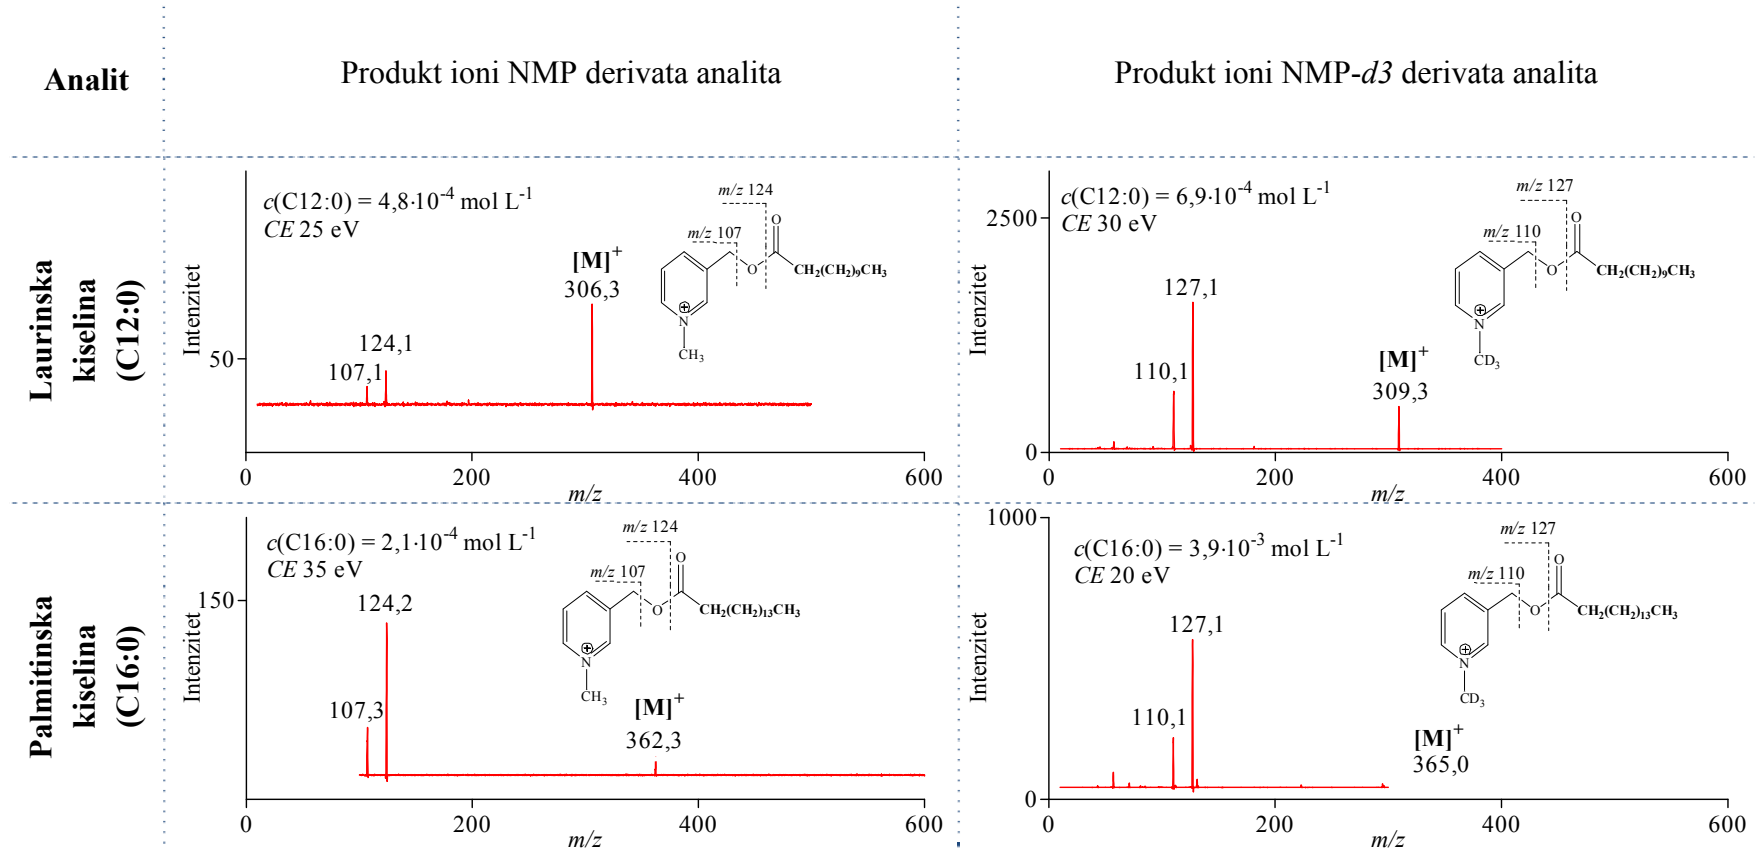 Analit
Produkt ioni NMP derivata analita
Produkt ioni NMP-d3 derivata analita
Laurinska
kiselina
(C12:0)
c(C12:0) = 4,8·10⁻⁴ mol L⁻¹
CE 25 eV
Intenzitet
50
107,1
124,1
[M]⁺
306,3
m/z 124
m/z 107
O
O
CH₂(CH₂)₉CH₃
⊕
N
CH₃
0
200
400
600
m/z
c(C12:0) = 6,9·10⁻⁴ mol L⁻¹
CE 30 eV
Intenzitet
2500
0
110,1
127,1
[M]⁺
309,3
m/z 127
m/z 110
O
O
CH₂(CH₂)₉CH₃
⊕
N
CD₃
0
200
400
600
m/z
Palmitinska
kiselina
(C16:0)
c(C16:0) = 2,1·10⁻⁴ mol L⁻¹
CE 35 eV
Intenzitet
150
107,3
124,2
[M]⁺
362,3
m/z 124
m/z 107
O
O
CH₂(CH₂)₁₃CH₃
⊕
N
CH₃
0
200
400
600
m/z
c(C16:0) = 3,9·10⁻³ mol L⁻¹
CE 20 eV
Intenzitet
1000
0
110,1
127,1
[M]⁺
365,0
m/z 127
m/z 110
O
O
CH₂(CH₂)₁₃CH₃
⊕
N
CD₃
0
200
400
600
m/z